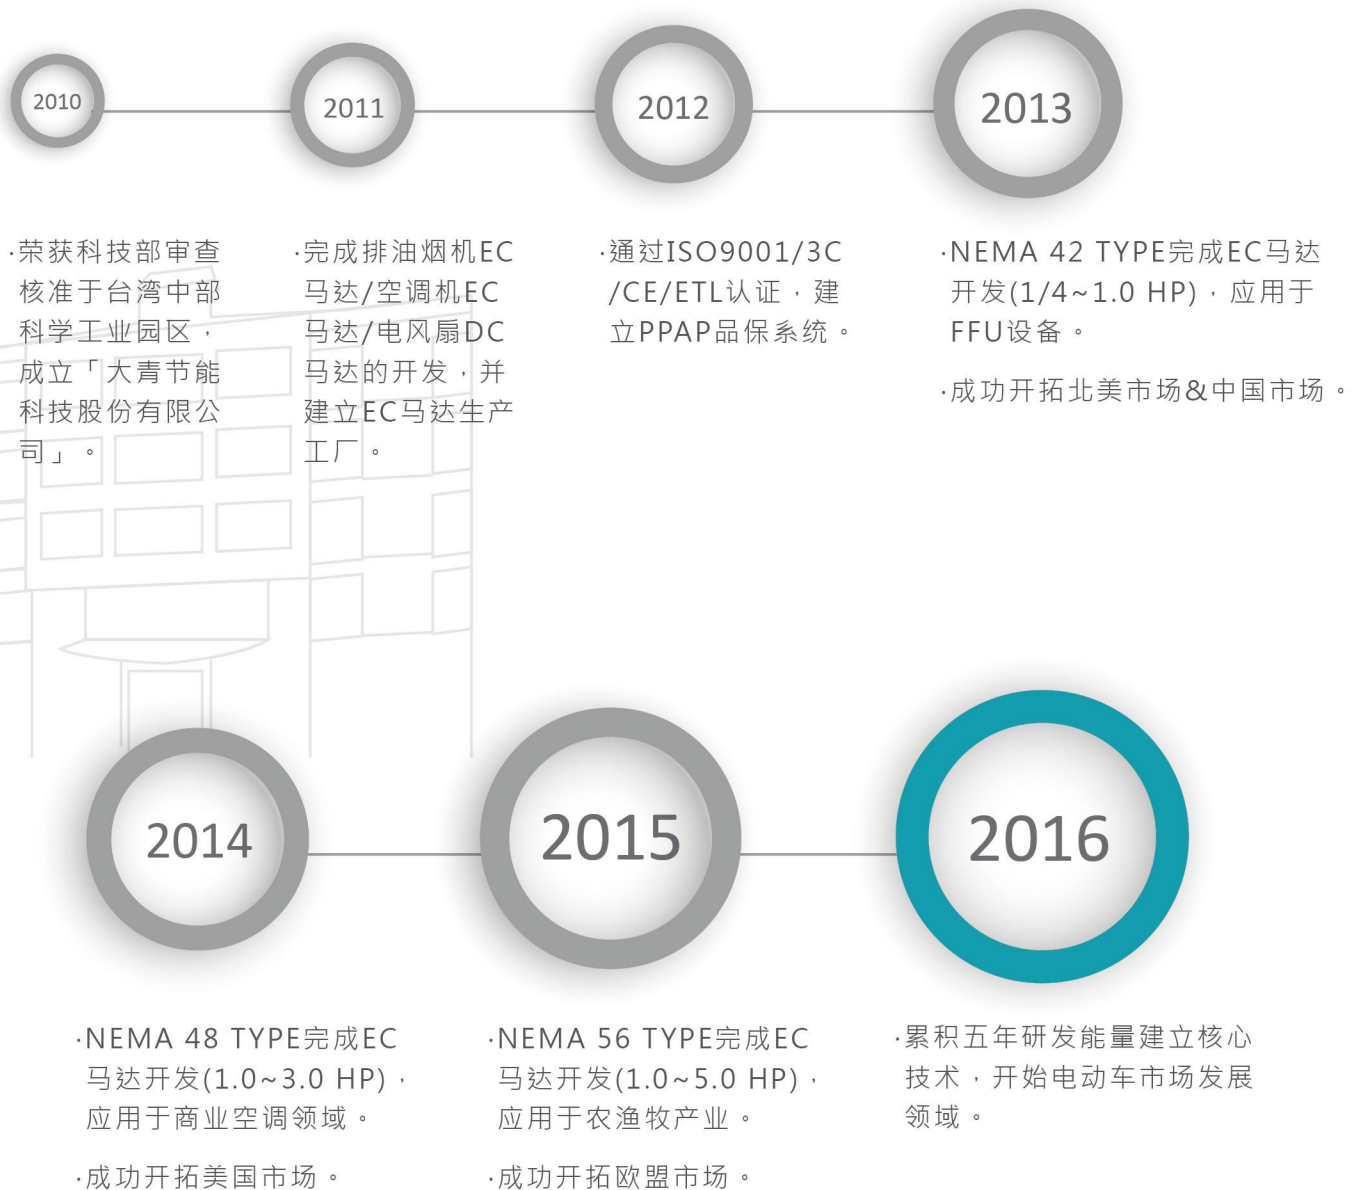 2010
2011
2012
2013
·荣获科技部审查
核准于台湾中部
科学工业园区，
成立「大青节能
科技股份有限公
司」。
·完成排油烟机EC
马达/空调机EC
马达/电风扇DC
马达的开发，并
建立EC马达生产
工厂。
·通过ISO9001/3C
/CE/ETL认证，建
立PPAP品保系统。
·NEMA 42 TYPE完成EC马达
开发(1/4~1.0 HP)，应用于
FFU设备。
·成功开拓北美市场&中国市场。
2014
2015
2016
·NEMA 48 TYPE完成EC
马达开发(1.0~3.0 HP)，
应用于商业空调领域。
·成功开拓美国市场。
·NEMA 56 TYPE完成EC
马达开发(1.0~5.0 HP)，
应用于农渔牧产业。
·成功开拓欧盟市场。
·累积五年研发能量建立核心
技术，开始电动车市场发展
领域。